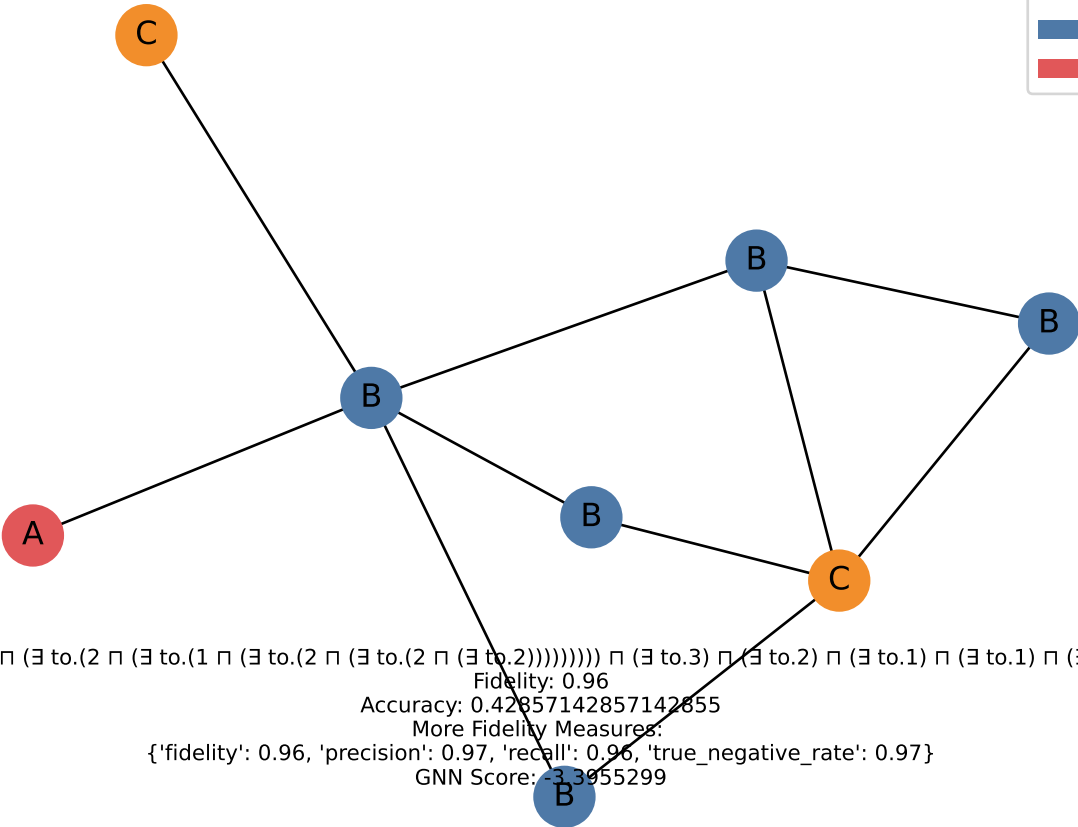 C
B
B
B
A
B
C
⊓ (∃ to.(2 ⊓ (∃ to.(1 ⊓ (∃ to.(2 ⊓ (∃ to.(2 ⊓ (∃ to.2))))))))) ⊓ (∃ to.3) ⊓ (∃ to.2) ⊓ (∃ to.1) ⊓ (∃ to.1) ⊓ (∃
Fidelity: 0.96
Accuracy: 0.42857142857142855
More Fidelity Measures:
{'fidelity': 0.96, 'precision': 0.97, 'recall': 0.96, 'true_negative_rate': 0.97}
GNN Score: -3.3955299
B